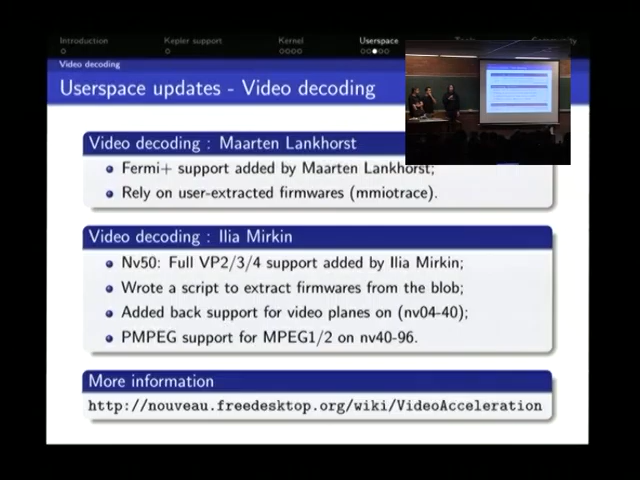 Introduction Kepler support Kernel Userspace Tools Community
Video decoding
Userspace updates - Video decoding
Video decoding : Maarten Lankhorst
Fermi+ support added by Maarten Lankhorst;
Rely on user-extracted firmwares (mmiotrace).
Video decoding : Ilia Mirkin
Nv50: Full VP2/3/4 support added by Ilia Mirkin;
Wrote a script to extract firmwares from the blob;
Added back support for video planes on (nv04-40);
PMPEG support for MPEG1/2 on nv40-96.
More information
http://nouveau.freedesktop.org/wiki/VideoAcceleration